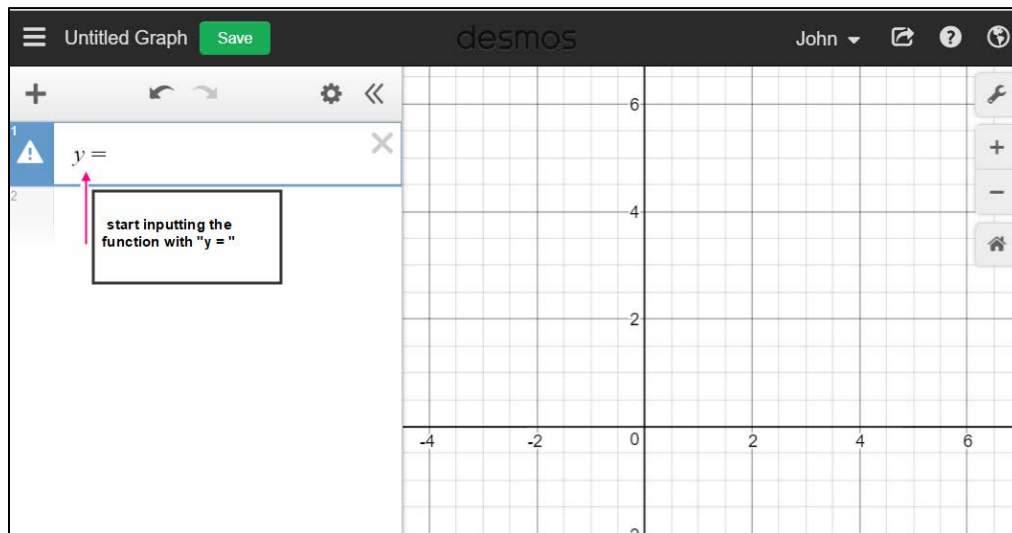 Untitled Graph Save desmos John
1
y =
2
start inputting the
function with "y = "
6
4
2
-4 -2 0 2 4 6